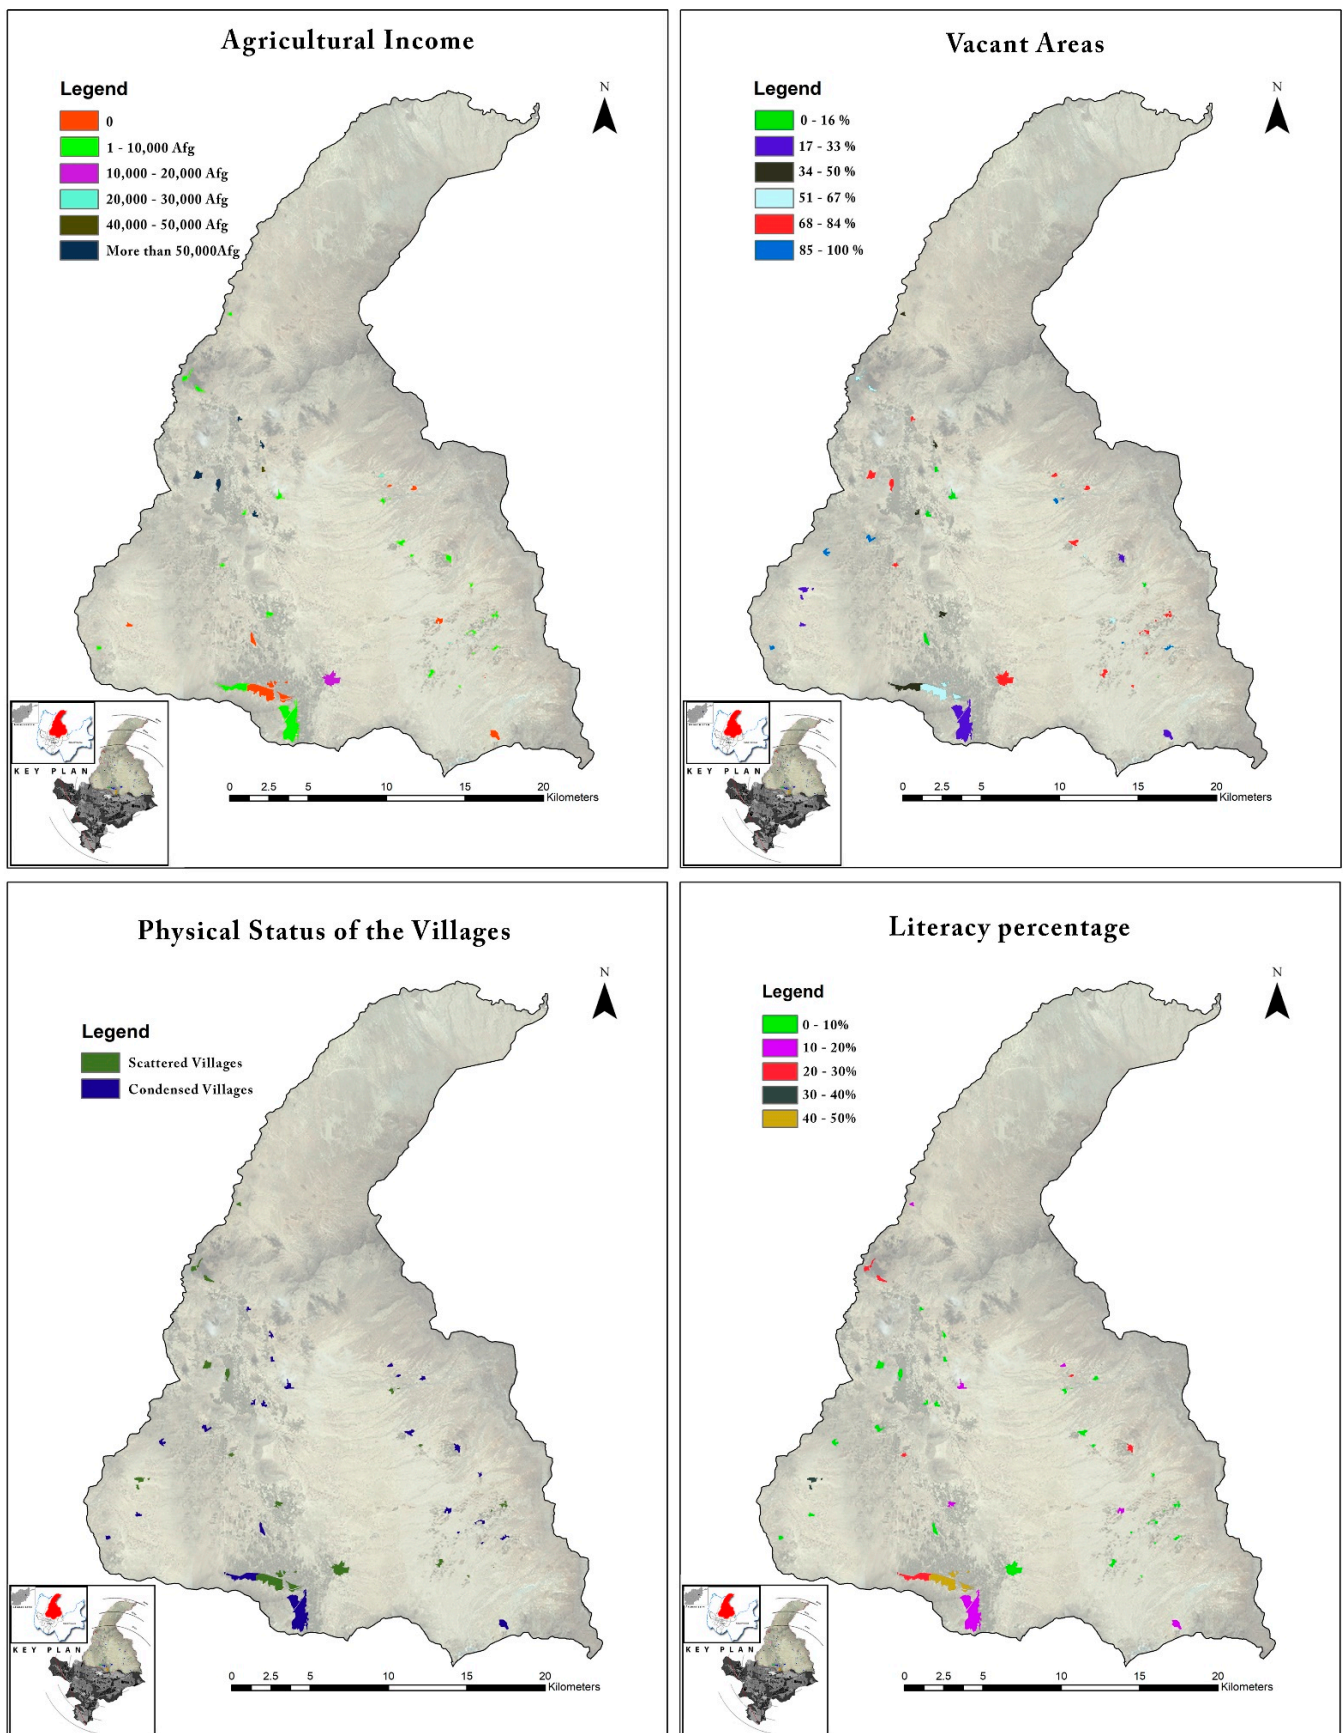 Agricultural Income
Legend
0
1 - 10,000 Afg
10,000 - 20,000 Afg
20,000 - 30,000 Afg
40,000 - 50,000 Afg
More than 50,000Afg
N
KEY PLAN
0 2.5 5 10 15 20
Kilometers
Vacant Areas
Legend
0 - 16 %
17 - 33 %
34 - 50 %
51 - 67 %
68 - 84 %
85 - 100 %
N
KEY PLAN
0 2.5 5 10 15 20
Kilometers
Physical Status of the Villages
Legend
Scattered Villages
Condensed Villages
N
KEY PLAN
0 2.5 5 10 15 20
Kilometers
Literacy percentage
Legend
0 - 10%
10 - 20%
20 - 30%
30 - 40%
40 - 50%
N
KEY PLAN
0 2.5 5 10 15 20
Kilometers